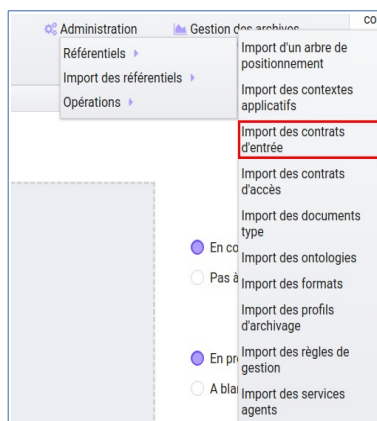 co
Administration
Gestion des archives
Référentiels
Import des référentiels
Opérations
Import d'un arbre de
positionnement
Import des contextes
applicatifs
Import des contrats
d'entrée
Import des contrats
d'accès
Import des documents
type
Import des ontologies
Import des formats
Import des profils
d'archivage
Import des règles de
gestion
Import des services
agents
En co
Pas à
En pr
A bla